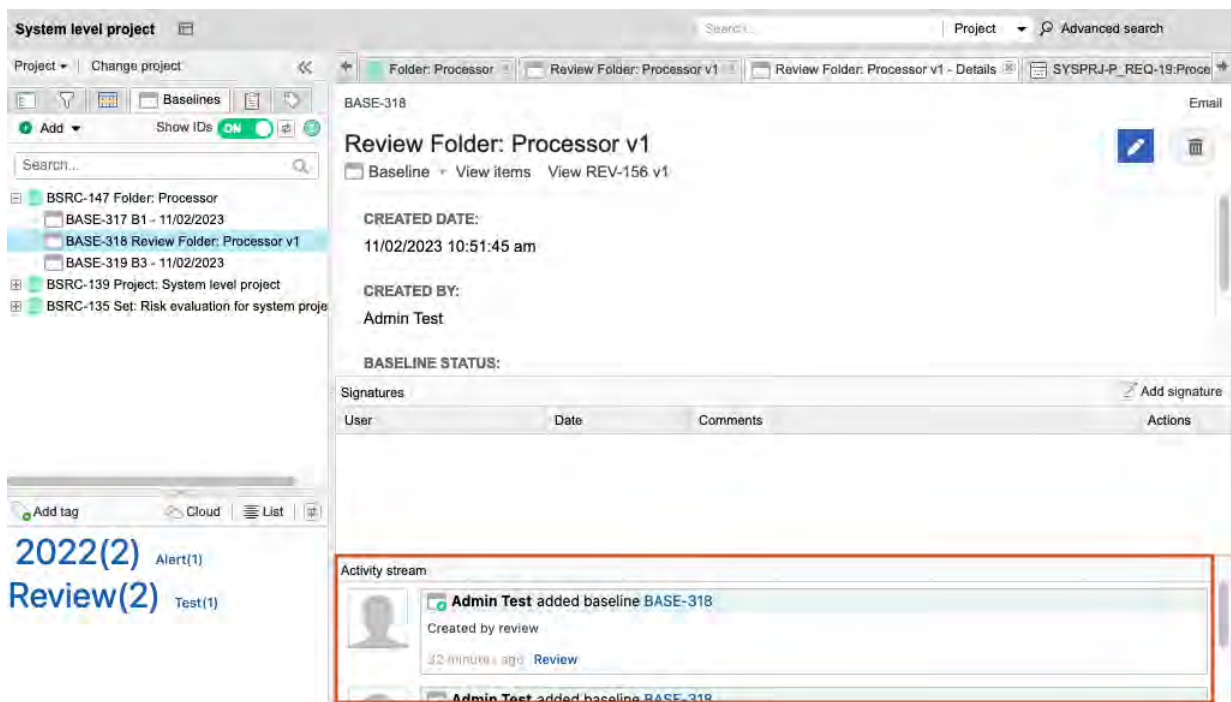 System level project
Search... Project Advanced search
Project Change project
Folder: Processor Review Folder: Processor v1 Review Folder: Processor v1 - Details SYSPRJ-P_REQ-19:Proce
Baselines
Add Show IDs ON
Search...
BSRC-147 Folder: Processor
BASE-317 B1 - 11/02/2023
BASE-318 Review Folder: Processor v1
BASE-319 B3 - 11/02/2023
BSRC-139 Project: System level project
BSRC-135 Set: Risk evaluation for system proje
Add tag Cloud List
2022(2) Alert(1)
Review(2) Test(1)
BASE-318 Email
Review Folder: Processor v1
Baseline View items View REV-156 v1
CREATED DATE:
11/02/2023 10:51:45 am
CREATED BY:
Admin Test
BASELINE STATUS:
Signatures Add signature
User Date Comments Actions
Activity stream
Admin Test added baseline BASE-318
Created by review
32 minutes ago Review
Admin Test added baseline BASE-318